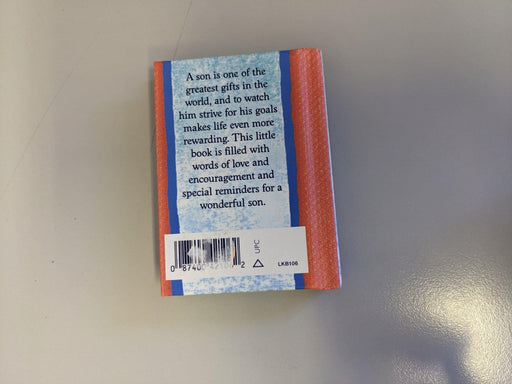 A son is one of the
greatest gifts in the
world, and to watch
him strive for his goals
makes life even more
rewarding. This little
book is filled with
words of love and
encouragement and
special reminders for a
wonderful son.
UPC
LKB106
0
2